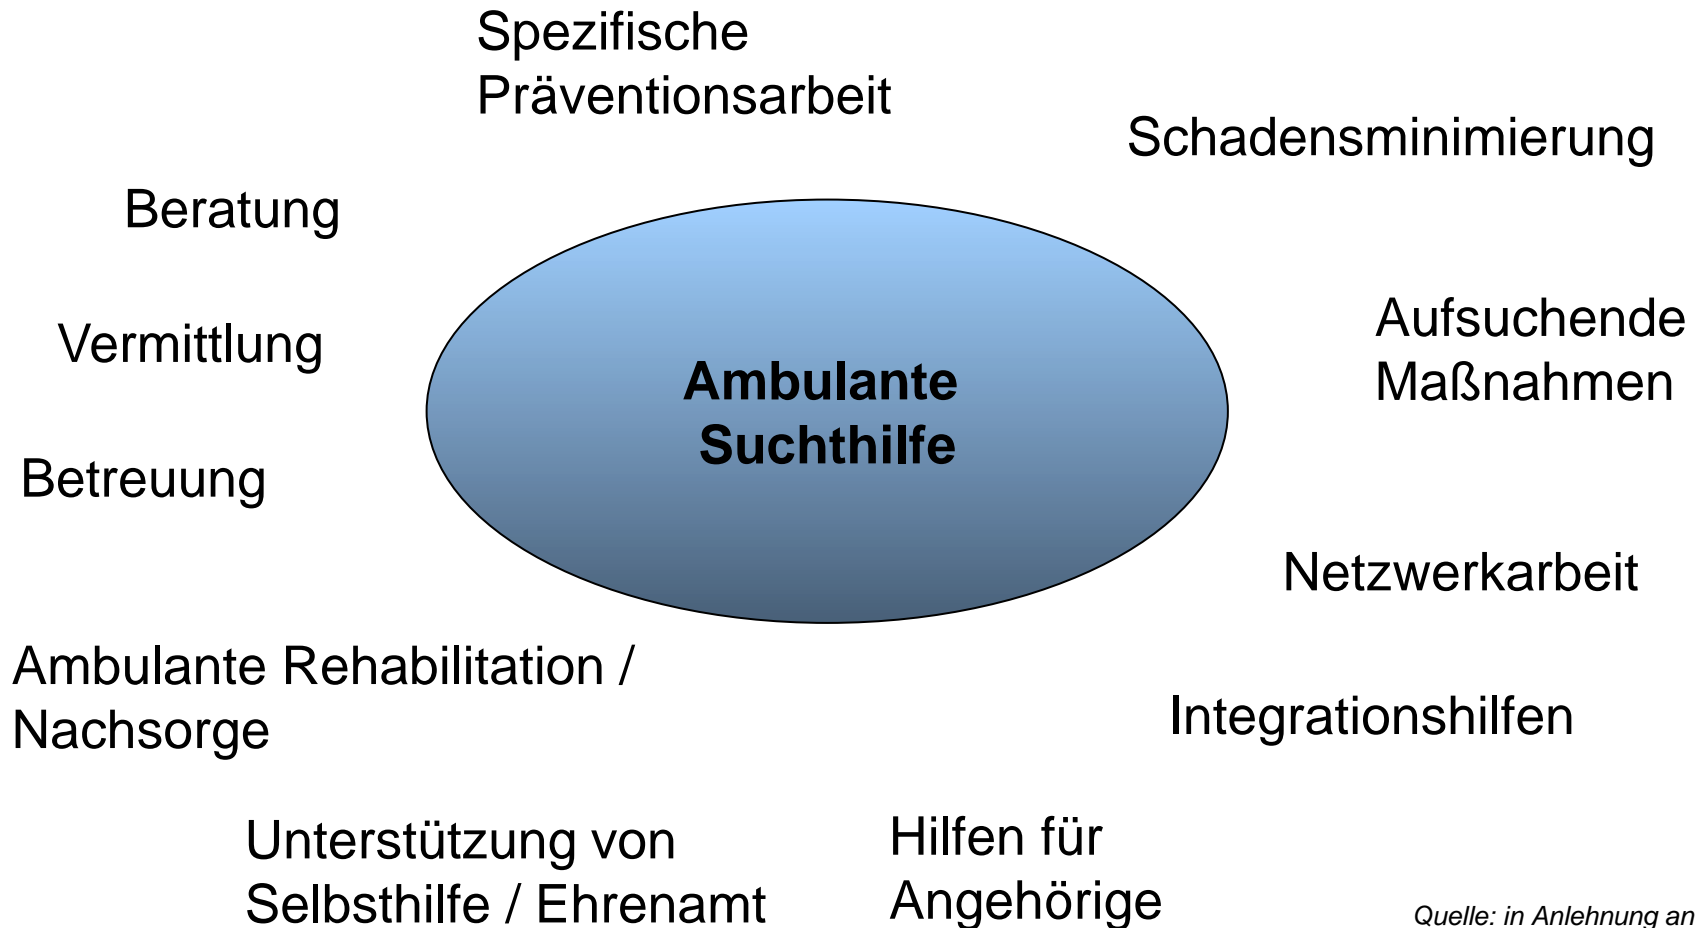 Spezifische
Präventionsarbeit
Schadensminimierung
Beratung
Aufsuchende
Maßnahmen
Vermittlung
Ambulante
Suchthilfe
Betreuung
Netzwerkarbeit
Ambulante Rehabilitation /
Nachsorge
Integrationshilfen
Unterstützung von
Selbsthilfe / Ehrenamt
Hilfen für
Angehörige
Quelle: in Anlehnung an